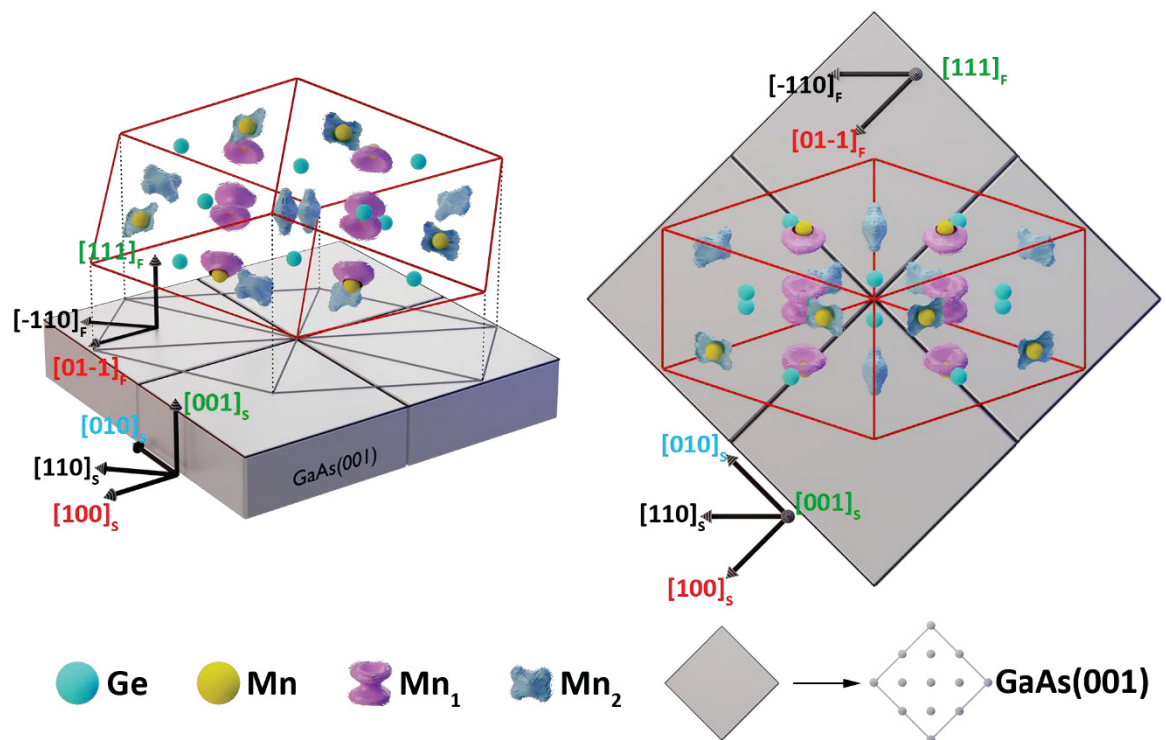 [111]F
[-110]F
[01-1]F
[001]S
[010]S
[110]S
[100]S
GaAs(001)
[111]F
[-110]F
[01-1]F
[010]S
[001]S
[110]S
[100]S
Ge
Mn
Mn1
Mn2
GaAs(001)